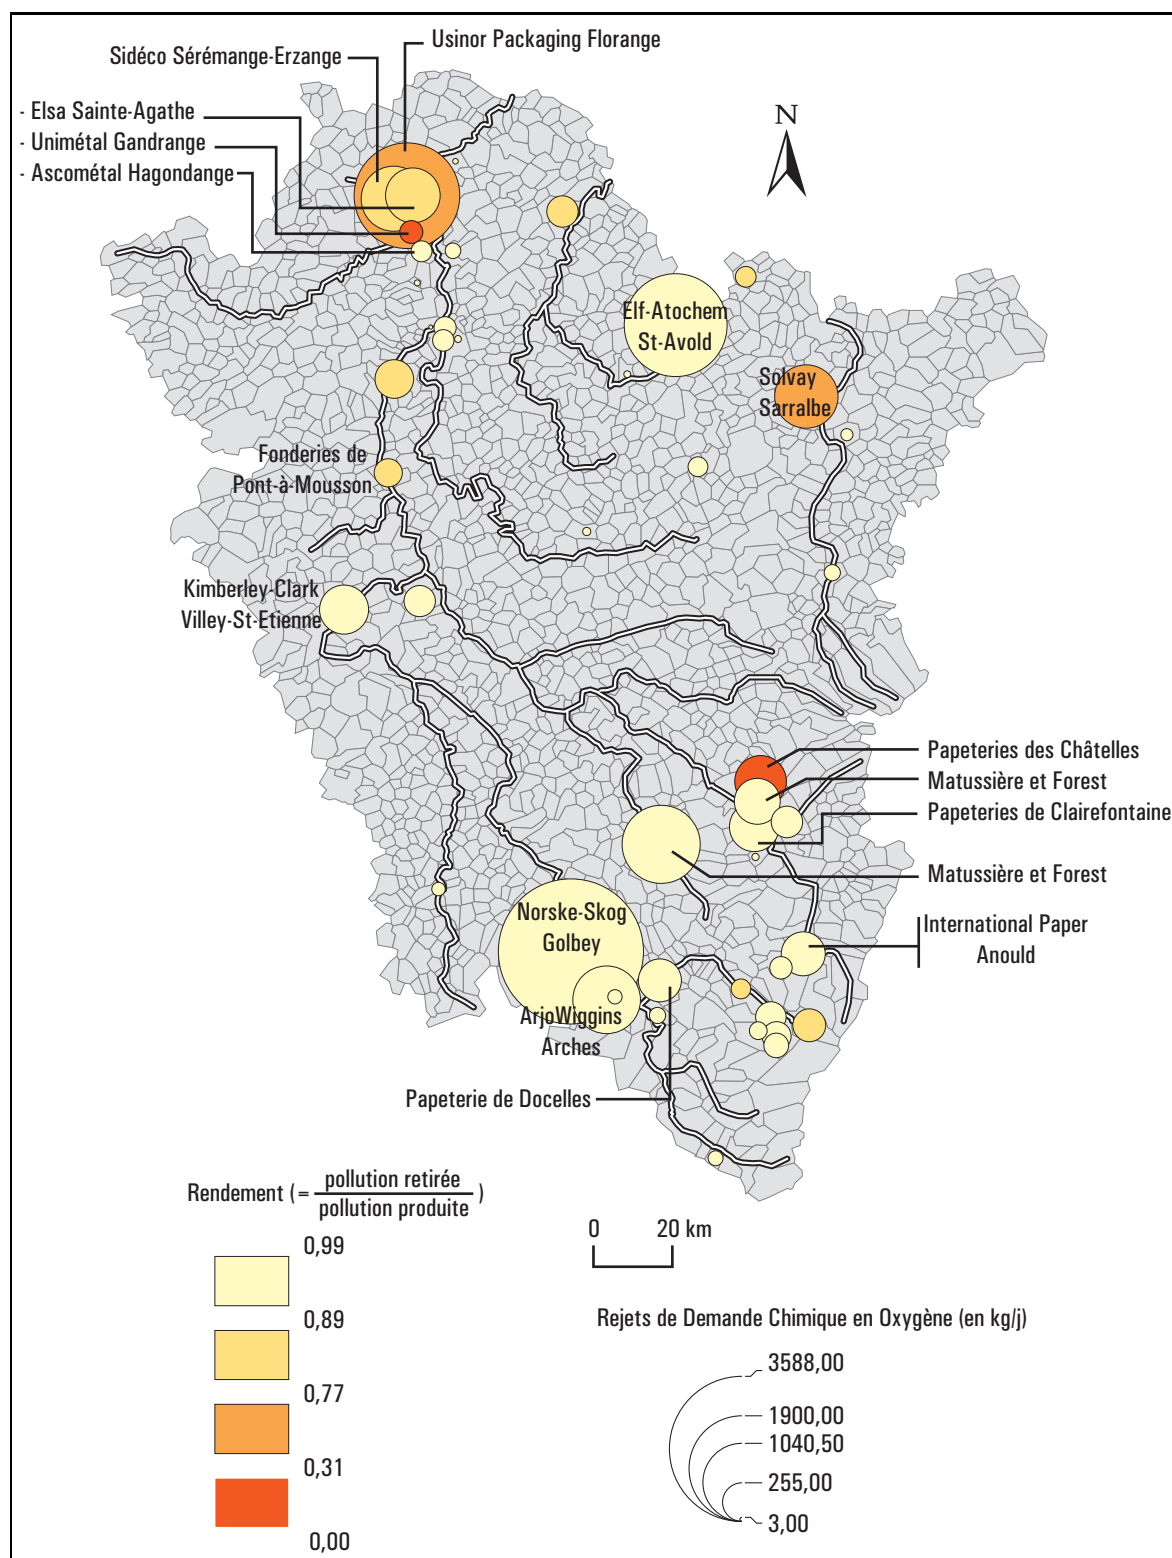 Usinor Packaging Florange
Sidéco Sérémange-Erzange
- Elsa Sainte-Agathe
- Unimétal Gandrange
- Ascométal Hagondange
N
Elf-Atochem
St-Avold
Solvay
Sarralbe
Fonderies de
Pont-à-Mousson
Kimberley-Clark
Villey-St-Etienne
Papeteries des Châtelles
Matussière et Forest
Papeteries de Clairefontaine
Matussière et Forest
Norske-Skog
Golbey
International Paper
Anould
ArjoWiggins
Arches
Papeterie de Docelles
Rendement (= pollution retirée / pollution produite )
0,99
0,89
0,77
0,31
0,00
0 20 km
Rejets de Demande Chimique en Oxygène (en kg/j)
3588,00
1900,00
1040,50
255,00
3,00